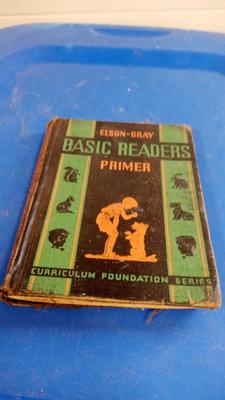 ELSON-GRAY
BASIC READERS
PRIMER
CURRICULUM FOUNDATION SERIES